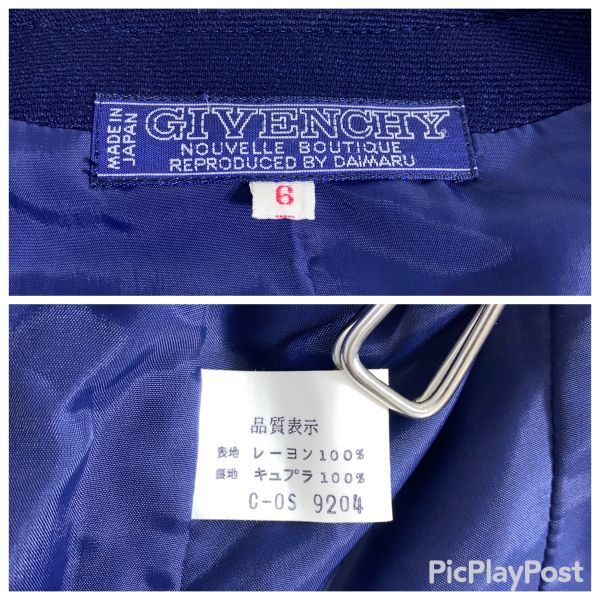 MADE IN
JAPAN
GIVENCHY
NOUVELLE BOUTIQUE
REPRODUCED BY DAIMARU
6
品質表示
表地 レーヨン100%
裏地 キュプラ100%
C-OS 9204
PicPlayPost